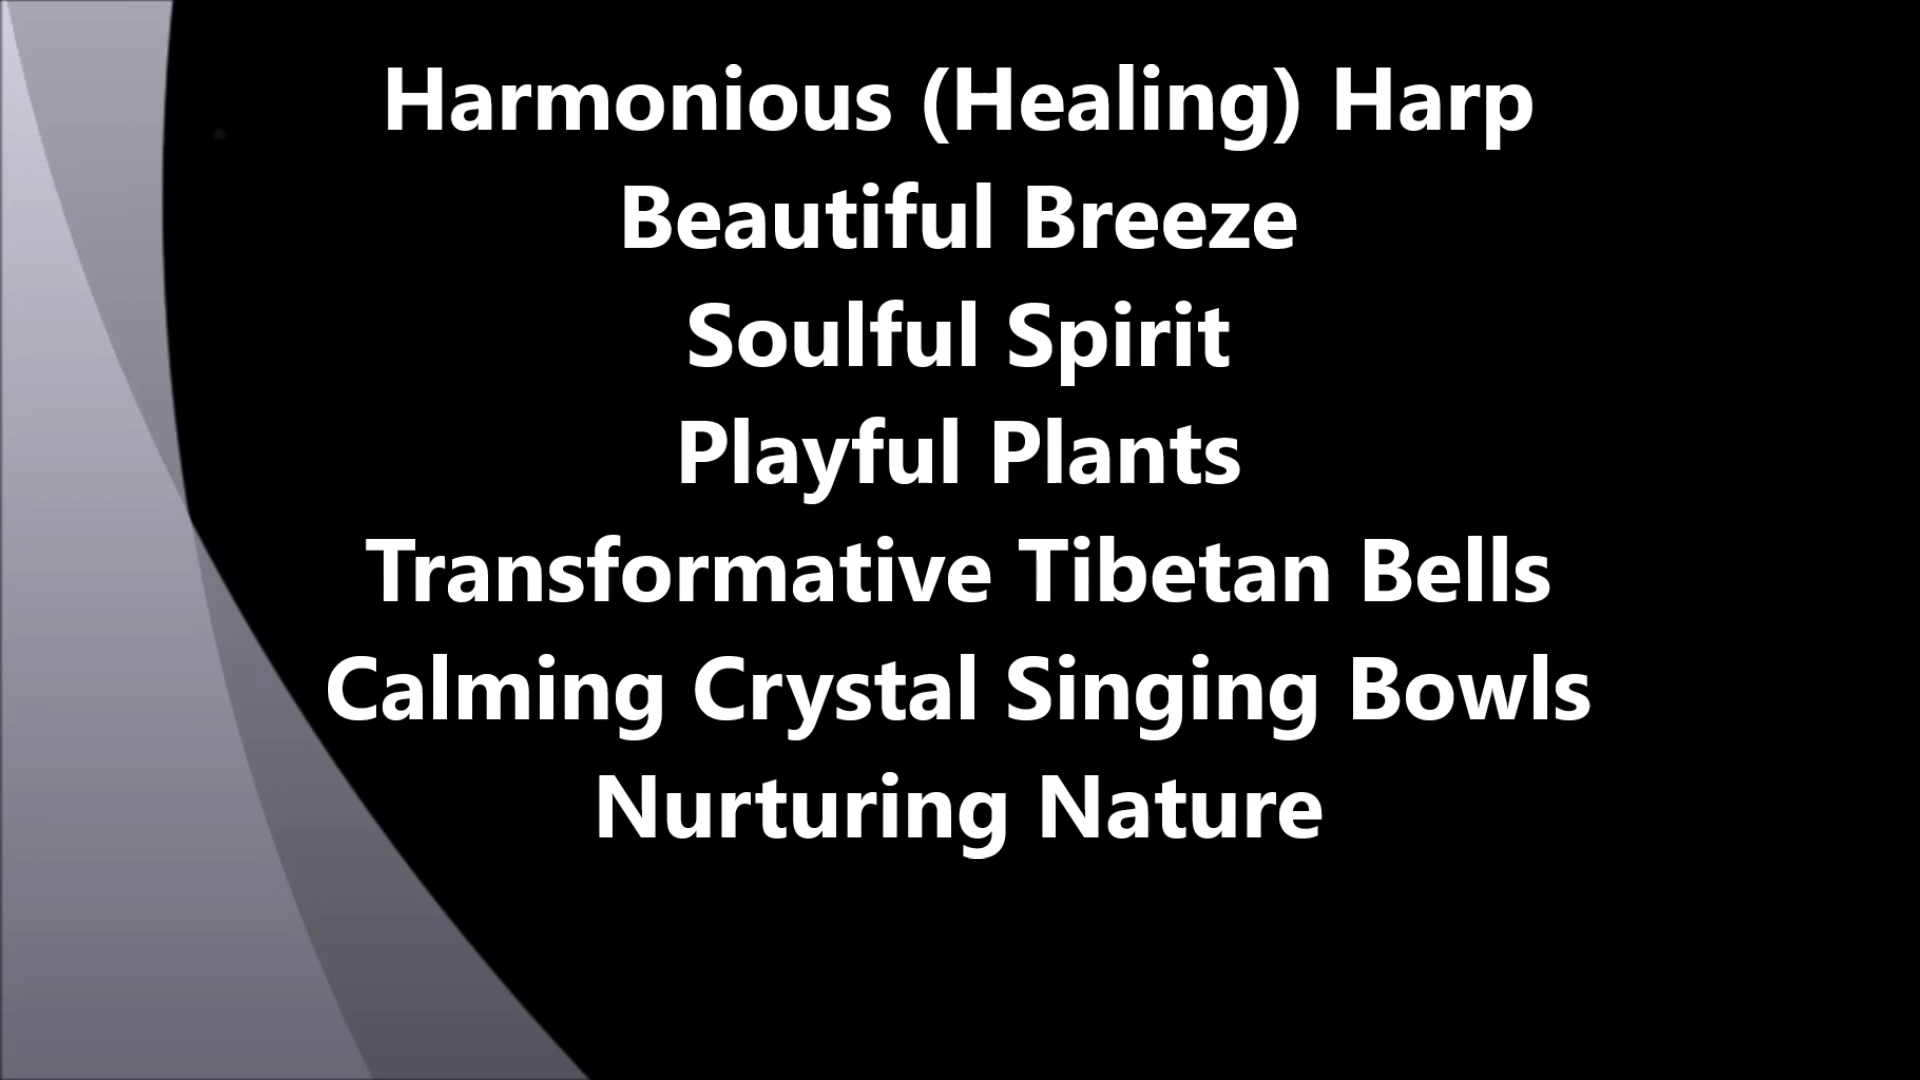 Harmonious (Healing) Harp
Beautiful Breeze
Soulful Spirit
Playful Plants
Transformative Tibetan Bells
Calming Crystal Singing Bowls
Nurturing Nature